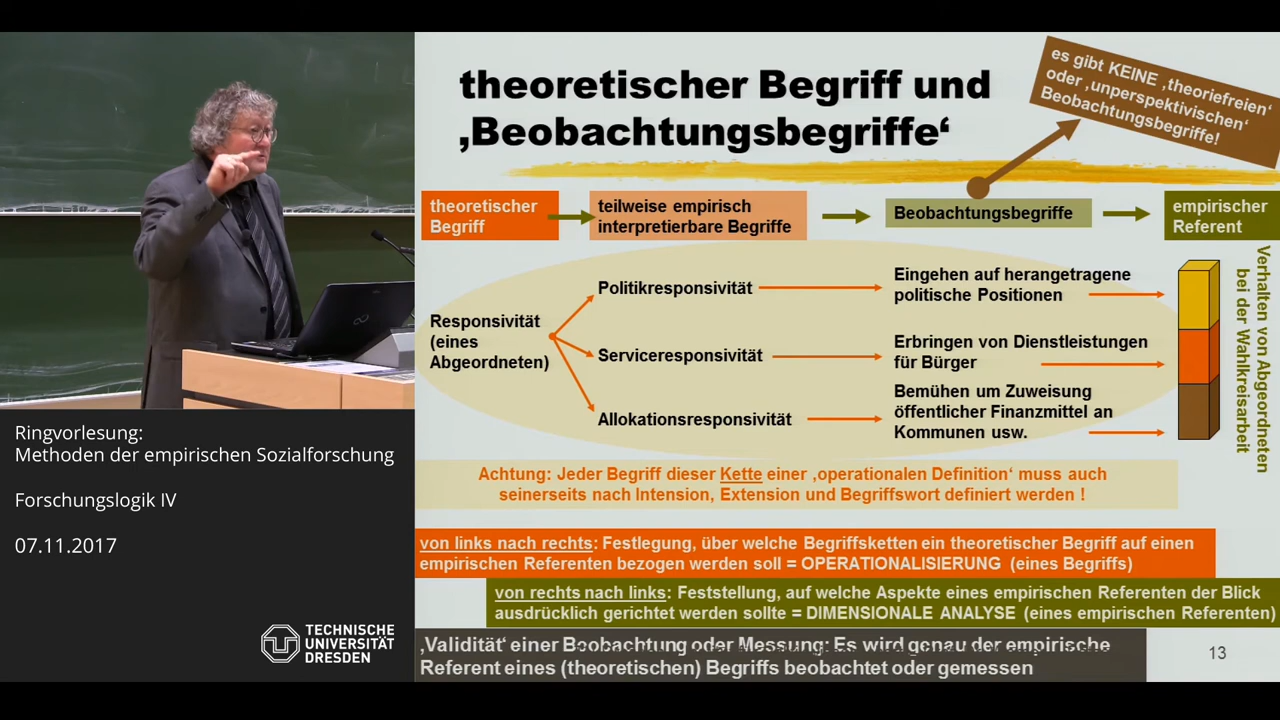 theoretischer Begriff und
‚Beobachtungsbegriffe‘
es gibt KEINE ‚theoriefreien‘
oder ‚unperspektivischen‘
Beobachtungsbegriffe!
theoretischer
Begriff
teilweise empirisch
interpretierbare Begriffe
Beobachtungsbegriffe
empirischer
Referent
Responsivität
(eines
Abgeordneten)
Politikresponsivität
Serviceresponsivität
Allokationsresponsivität
Eingehen auf herangetragene
politische Positionen
Erbringen von Dienstleistungen
für Bürger
Bemühen um Zuweisung
öffentlicher Finanzmittel an
Kommunen usw.
Verhalten von Abgeordneten
bei der Wahlkreisarbeit
Achtung: Jeder Begriff dieser Kette einer ‚operationalen Definition‘ muss auch
seinerseits nach Intension, Extension und Begriffswort definiert werden !
von links nach rechts: Festlegung, über welche Begriffsketten ein theoretischer Begriff auf einen
empirischen Referenten bezogen werden soll = OPERATIONALISIERUNG (eines Begriffs)
von rechts nach links: Feststellung, auf welche Aspekte eines empirischen Referenten der Blick
ausdrücklich gerichtet werden sollte = DIMENSIONALE ANALYSE (eines empirischen Referenten)
‚Validität‘ einer Beobachtung oder Messung: Es wird genau der empirische
Referent eines (theoretischen) Begriffs beobachtet oder gemessen
13
Ringvorlesung:
Methoden der empirischen Sozialforschung
Forschungslogik IV
07.11.2017
TECHNISCHE
UNIVERSITÄT
DRESDEN